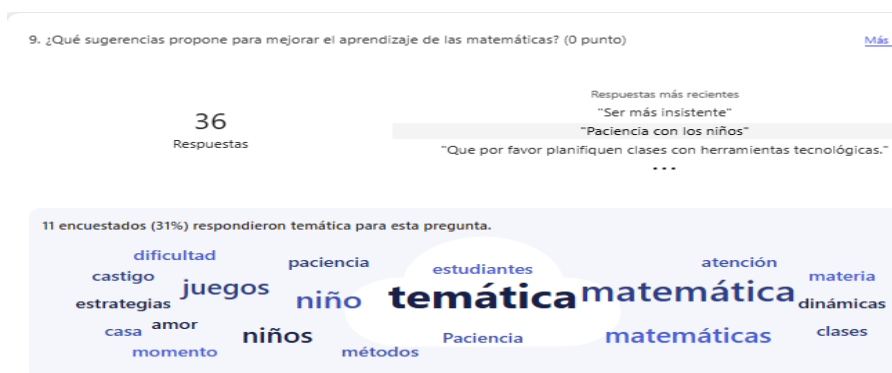 9. ¿Qué sugerencias propone para mejorar el aprendizaje de las matemáticas? (0 punto)
Más
36
Respuestas
Respuestas más recientes
"Ser más insistente"
"Paciencia con los niños"
"Que por favor planifiquen clases con herramientas tecnológicas."
...
11 encuestados (31%) respondieron temática para esta pregunta.
dificultad
paciencia
estudiantes
atención
castigo
juegos
materia
estrategias
niño
temática
matemática
dinámicas
casa
amor
niños
Paciencia
matemáticas
clases
momento
métodos